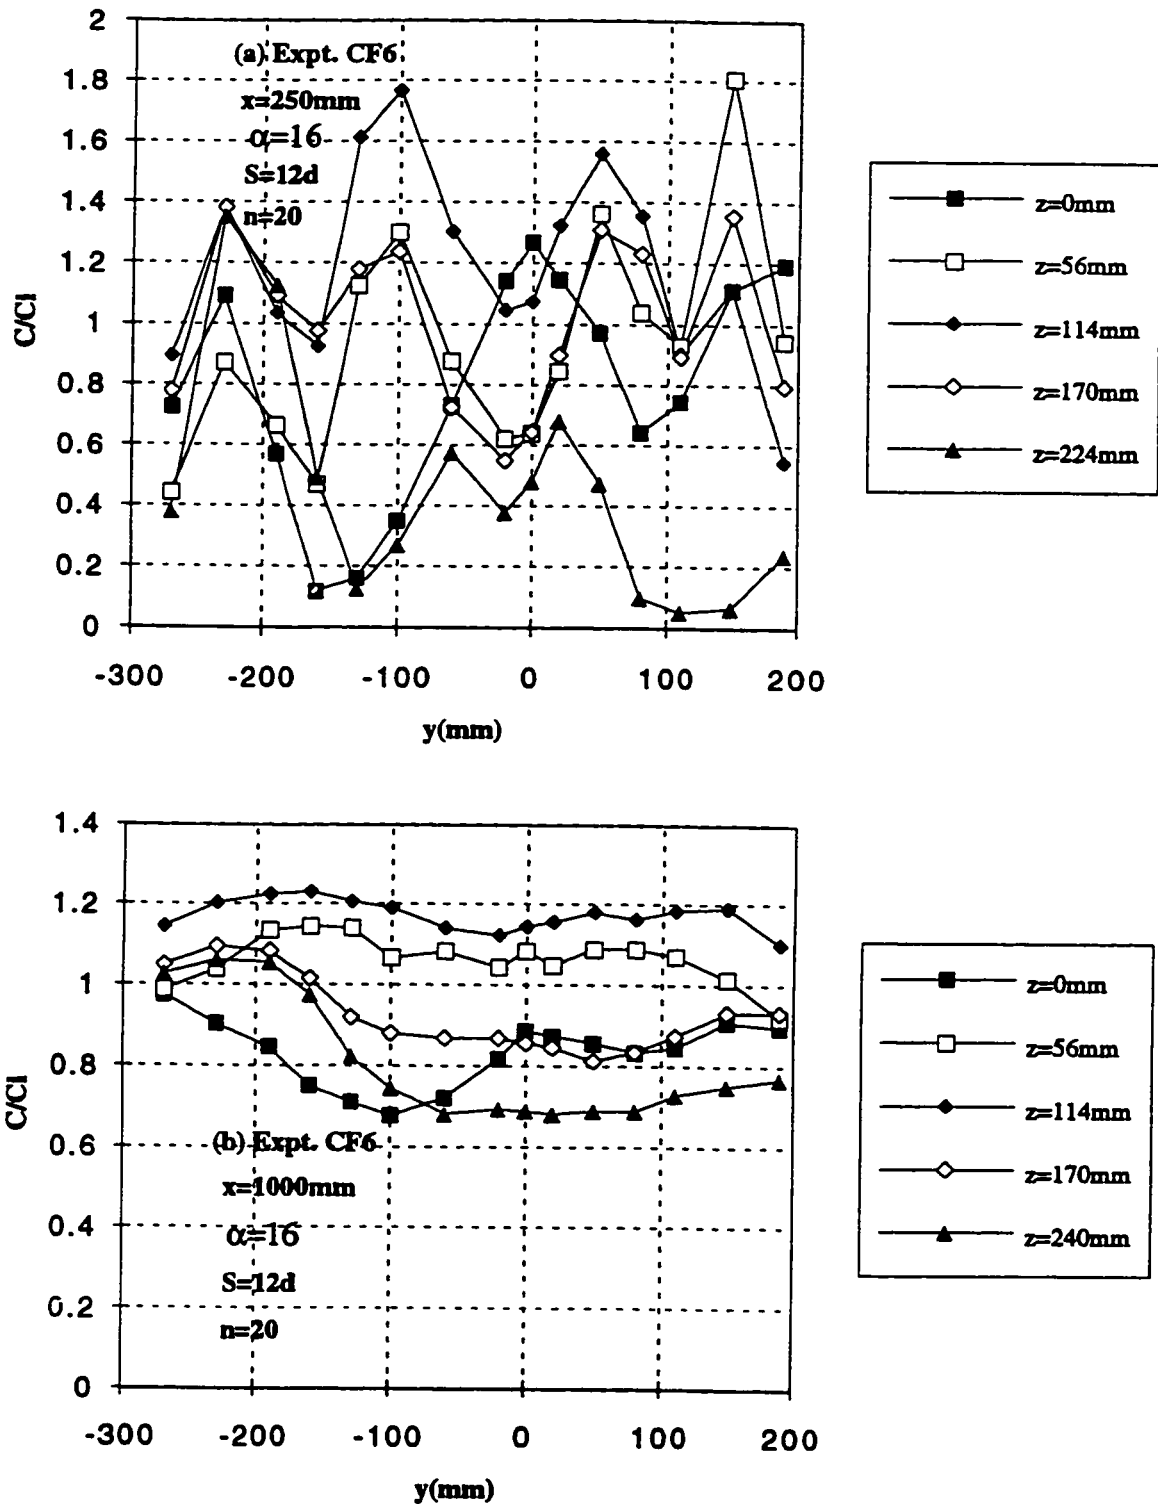 2
1.8
1.6
1.4
1.2
1
0.8
0.6
0.4
0.2
0
C/Cl
(a) Expt. CF6
x=250mm
α=16
S=12d
n=20
-300 -200 -100 0 100 200
y(mm)
z=0mm
z=56mm
z=114mm
z=170mm
z=224mm
1.4
1.2
1
0.8
0.6
0.4
0.2
0
C/Cl
(b) Expt. CF6
x=1000mm
α=16
S=12d
n=20
-300 -200 -100 0 100 200
y(mm)
z=0mm
z=56mm
z=114mm
z=170mm
z=240mm